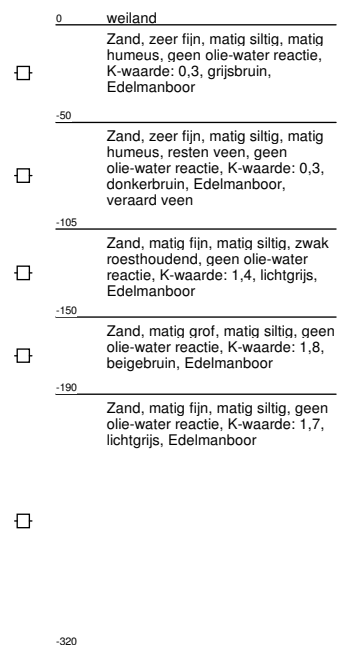 0 weiland
Zand, zeer fijn, matig siltig, matig
humeus, geen olie-water reactie,
K-waarde: 0,3, grijsbruin,
Edelmanboor
-50
Zand, zeer fijn, matig siltig, matig
humeus, resten veen, geen
olie-water reactie, K-waarde: 0,3,
donkerbruin, Edelmanboor,
veraard veen
-105
Zand, matig fijn, matig siltig, zwak
roesthoudend, geen olie-water
reactie, K-waarde: 1,4, lichtgrijs,
Edelmanboor
-150
Zand, matig grof, matig siltig, geen
olie-water reactie, K-waarde: 1,8,
beigebruin, Edelmanboor
-190
Zand, matig fijn, matig siltig, geen
olie-water reactie, K-waarde: 1,7,
lichtgrijs, Edelmanboor
-320